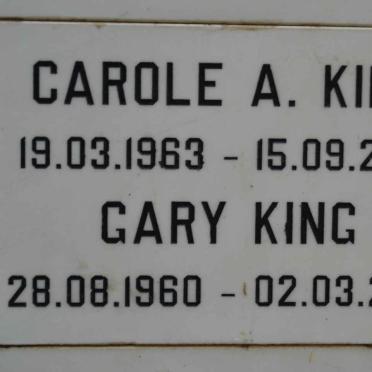 CAROLE A. KI
19.03.1963 - 15.09.2
GARY KING
28.08.1960 - 02.03.2